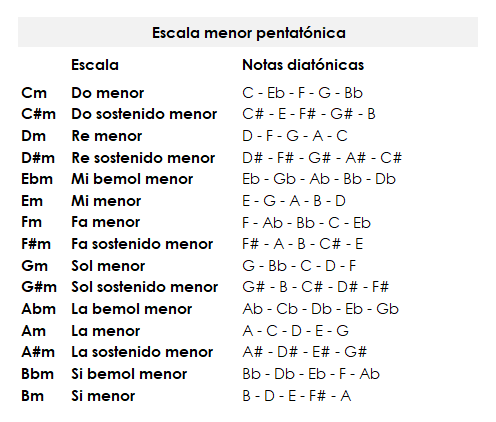 Escala menor pentatónica
Escala Notas diatónicas
Cm Do menor C - Eb - F - G - Bb
C#m Do sostenido menor C# - E - F# - G# - B
Dm Re menor D - F - G - A - C
D#m Re sostenido menor D# - F# - G# - A# - C#
Ebm Mi bemol menor Eb - Gb - Ab - Bb - Db
Em Mi menor E - G - A - B - D
Fm Fa menor F - Ab - Bb - C - Eb
F#m Fa sostenido menor F# - A - B - C# - E
Gm Sol menor G - Bb - C - D - F
G#m Sol sostenido menor G# - B - C# - D# - F#
Abm La bemol menor Ab - Cb - Db - Eb - Gb
Am La menor A - C - D - E - G
A#m La sostenido menor A# - D# - E# - G#
Bbm Si bemol menor Bb - Db - Eb - F - Ab
Bm Si menor B - D - E - F# - A